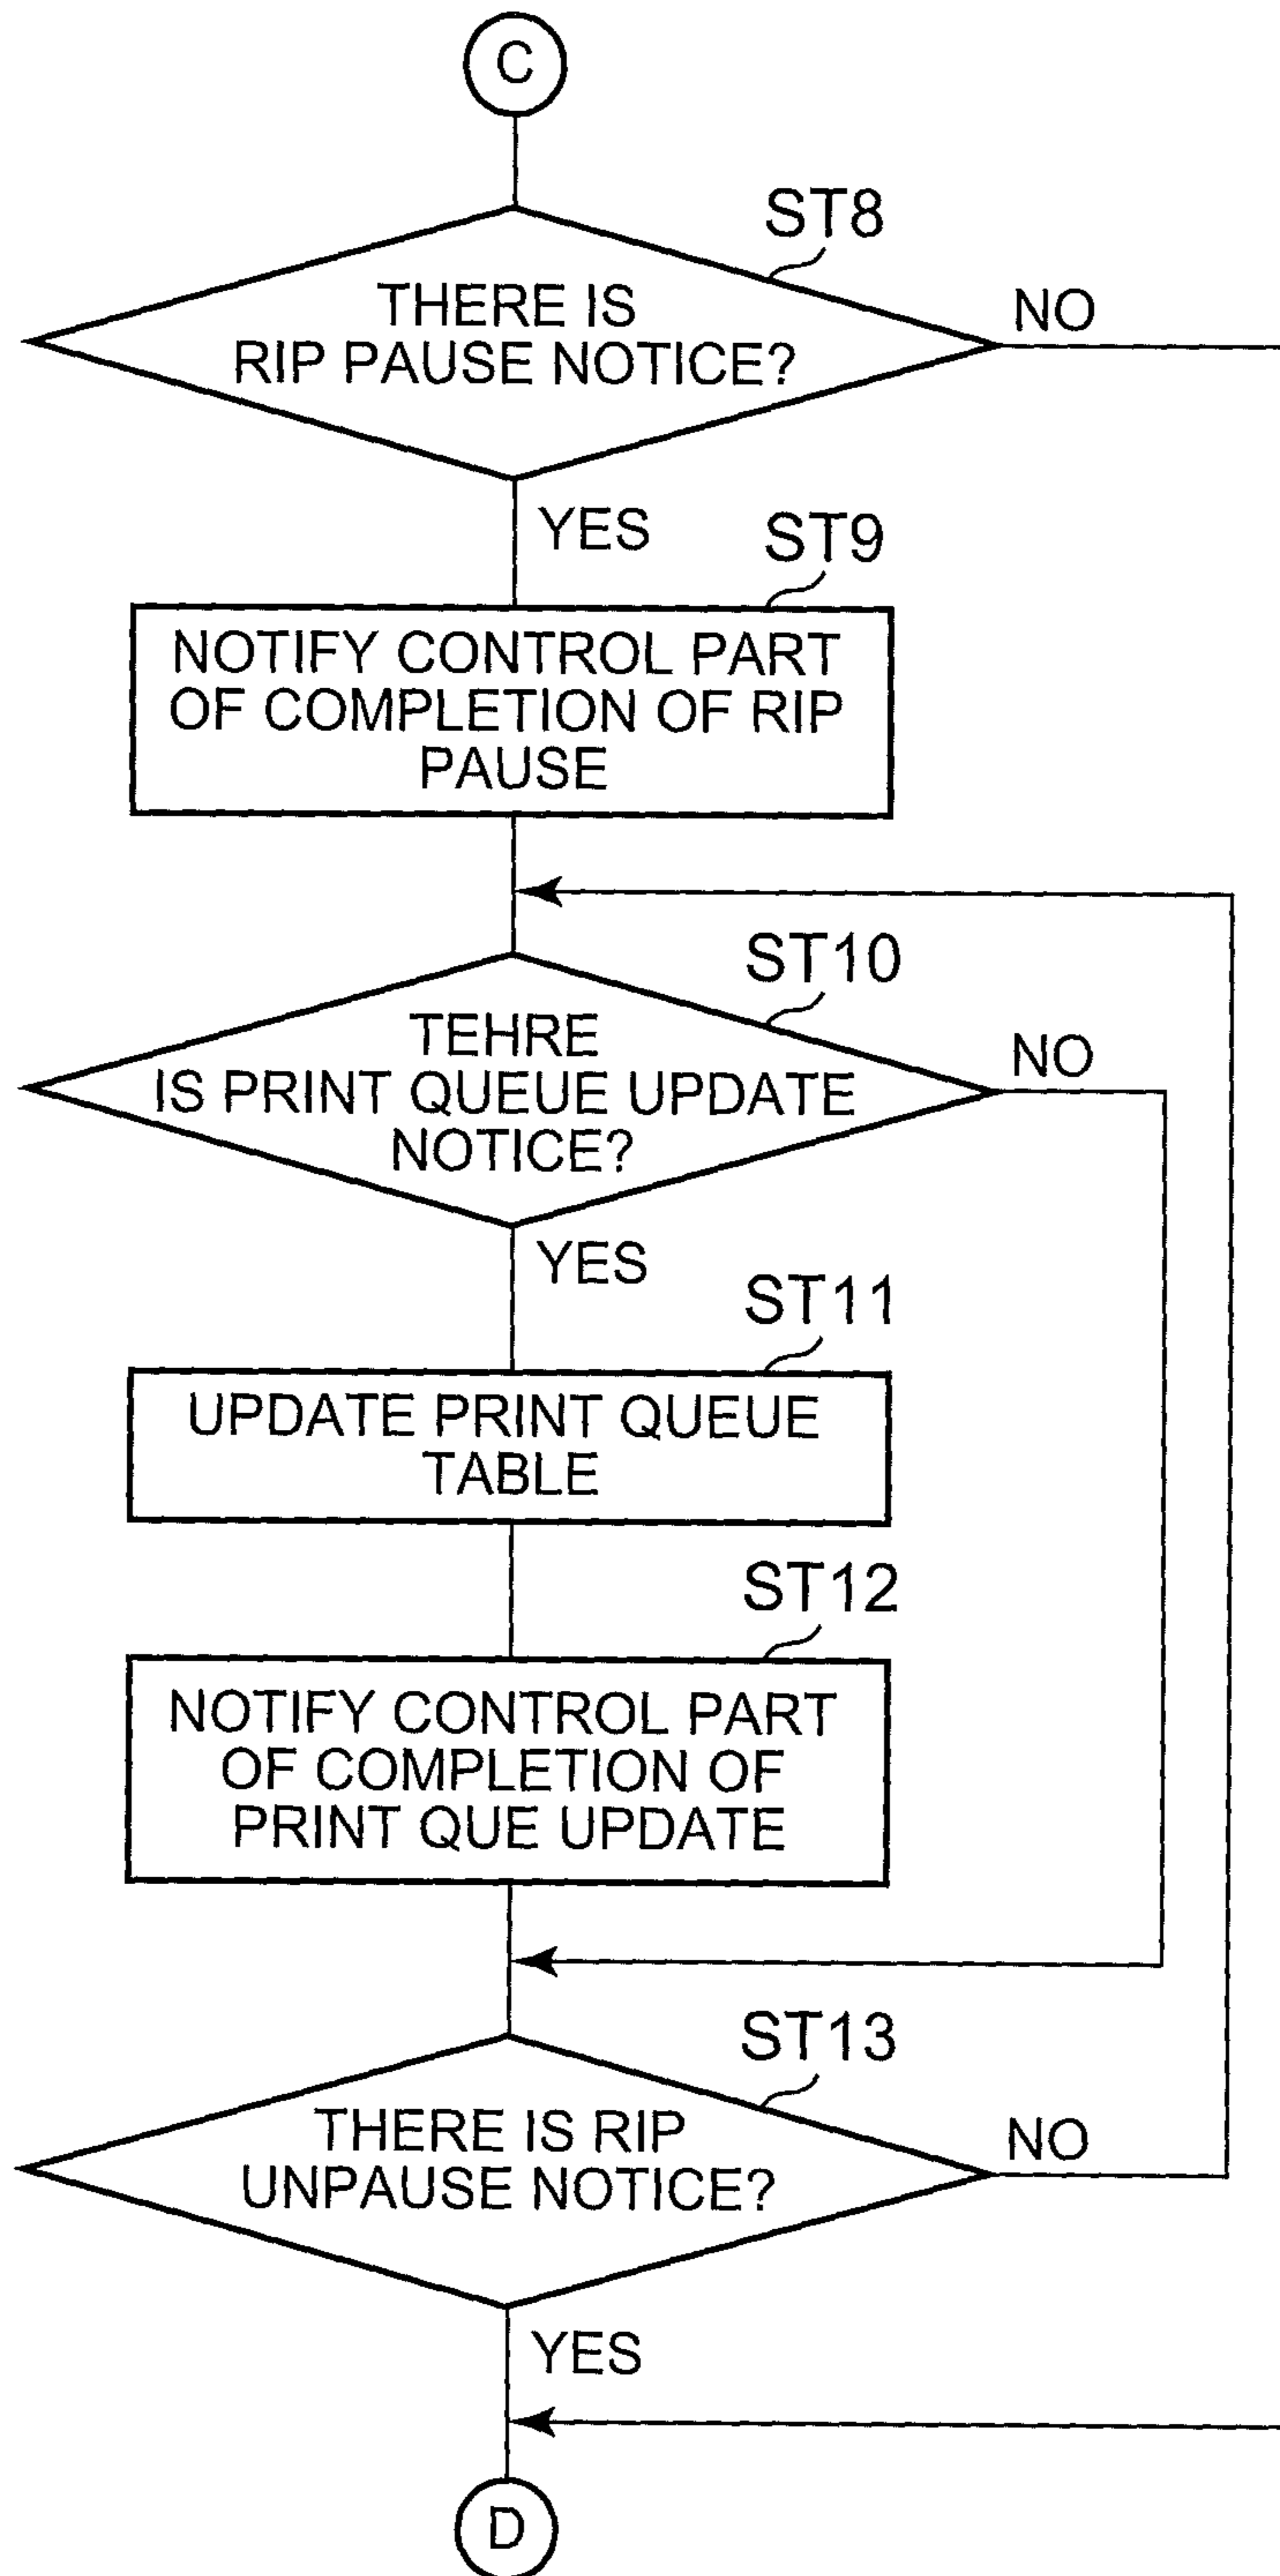 C
ST8
THERE IS
RIP PAUSE NOTICE?
NO
YES
ST9
NOTIFY CONTROL PART
OF COMPLETION OF RIP
PAUSE
ST10
TEHRE
IS PRINT QUEUE UPDATE
NOTICE?
NO
YES
ST11
UPDATE PRINT QUEUE
TABLE
ST12
NOTIFY CONTROL PART
OF COMPLETION OF
PRINT QUE UPDATE
ST13
THERE IS RIP
UNPAUSE NOTICE?
NO
YES
D